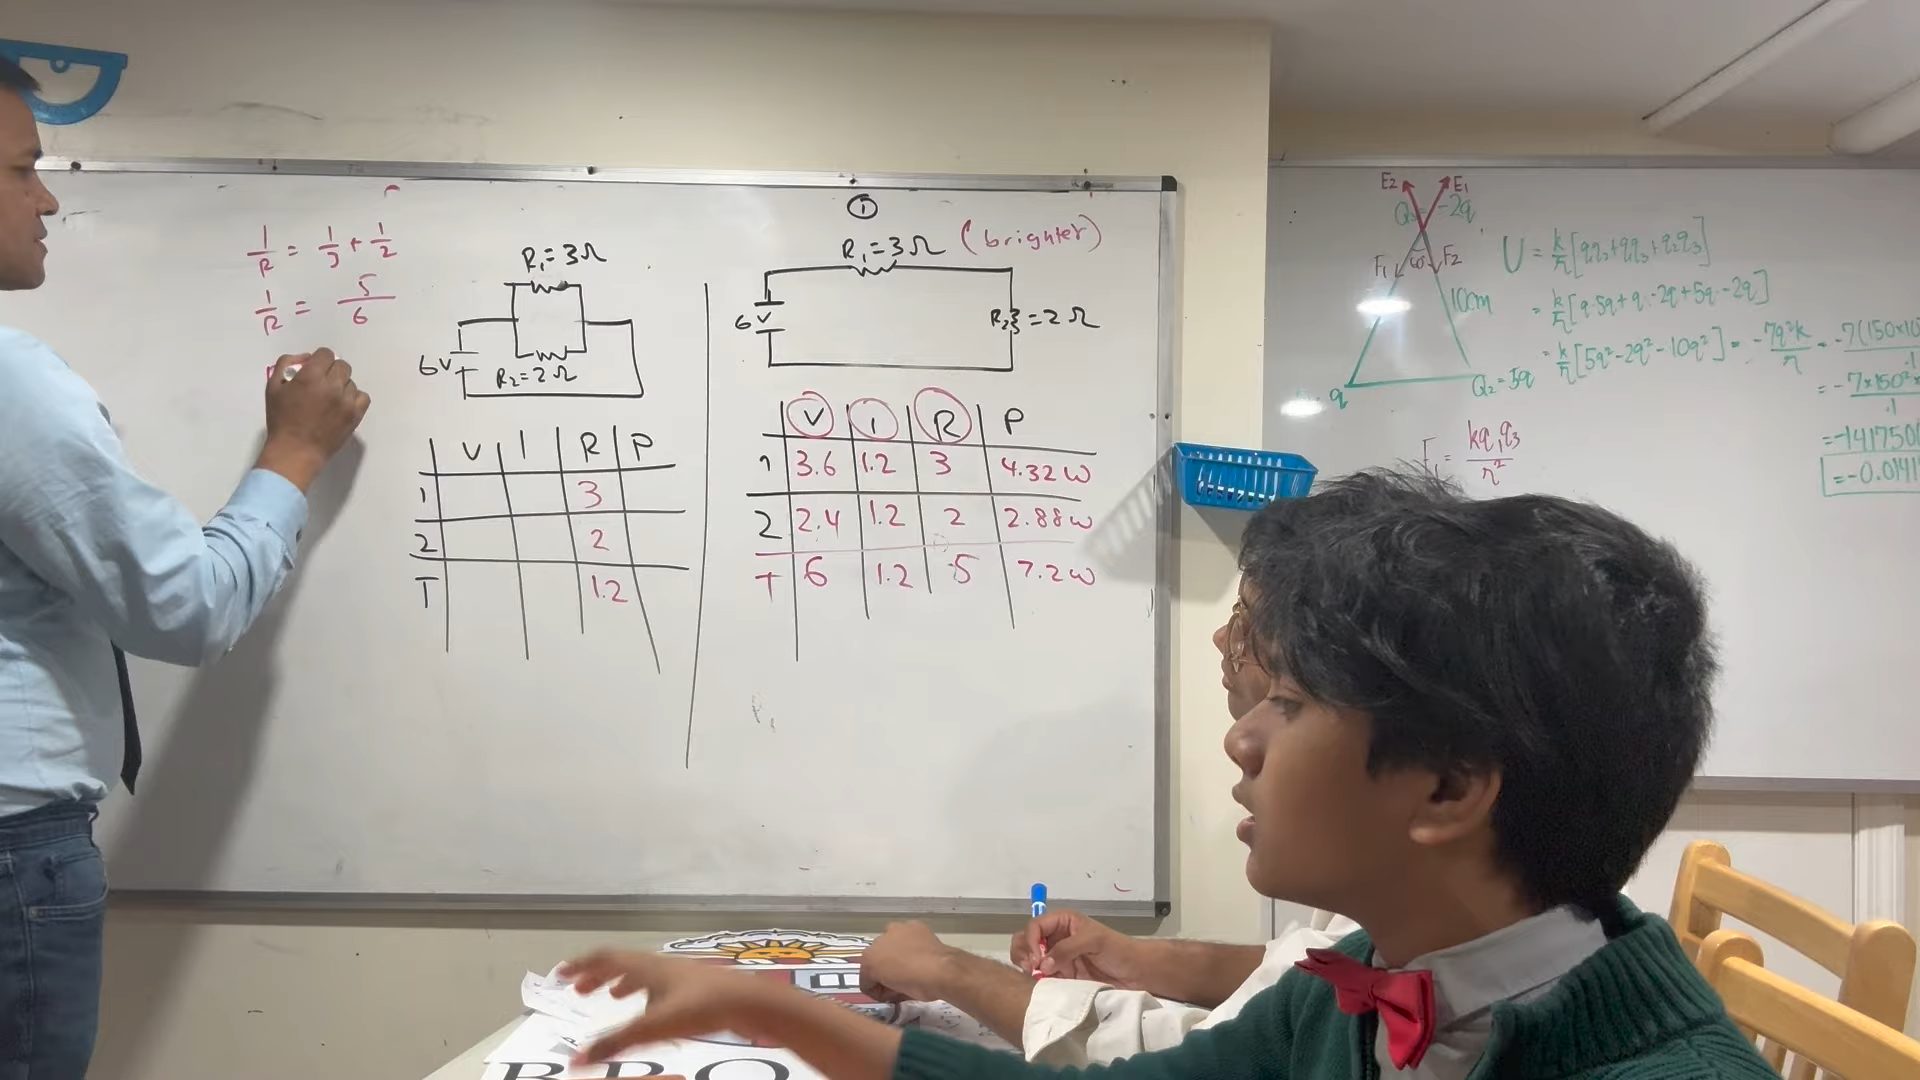 1/R = 1/3 + 1/2
1/R = 5/6
R₁ = 3Ω
6V
R₂ = 2Ω
V I R P
1 3
2 2
T 1.2
①
R₁ = 3Ω (brighter)
6V
R₂ = 2Ω
V I R P
1 3.6 1.2 3 4.32W
2 2.4 1.2 2 2.88W
T 6 1.2 5 7.2W
E₂ E₁
-2q
F₁ 60 F₂
10cm
q Q₂ = 5q
U = k/r [q₁q₂ + q₁q₃ + q₂q₃]
= k/r [q·5q + q·-2q + 5q·-2q]
= k/r [5q² - 2q² - 10q²] = -7q²k/r = -7(150×10
.1
= -7×150²×
.1
= -141750
= -0.0141
F₁ = kq₁q₃/r²